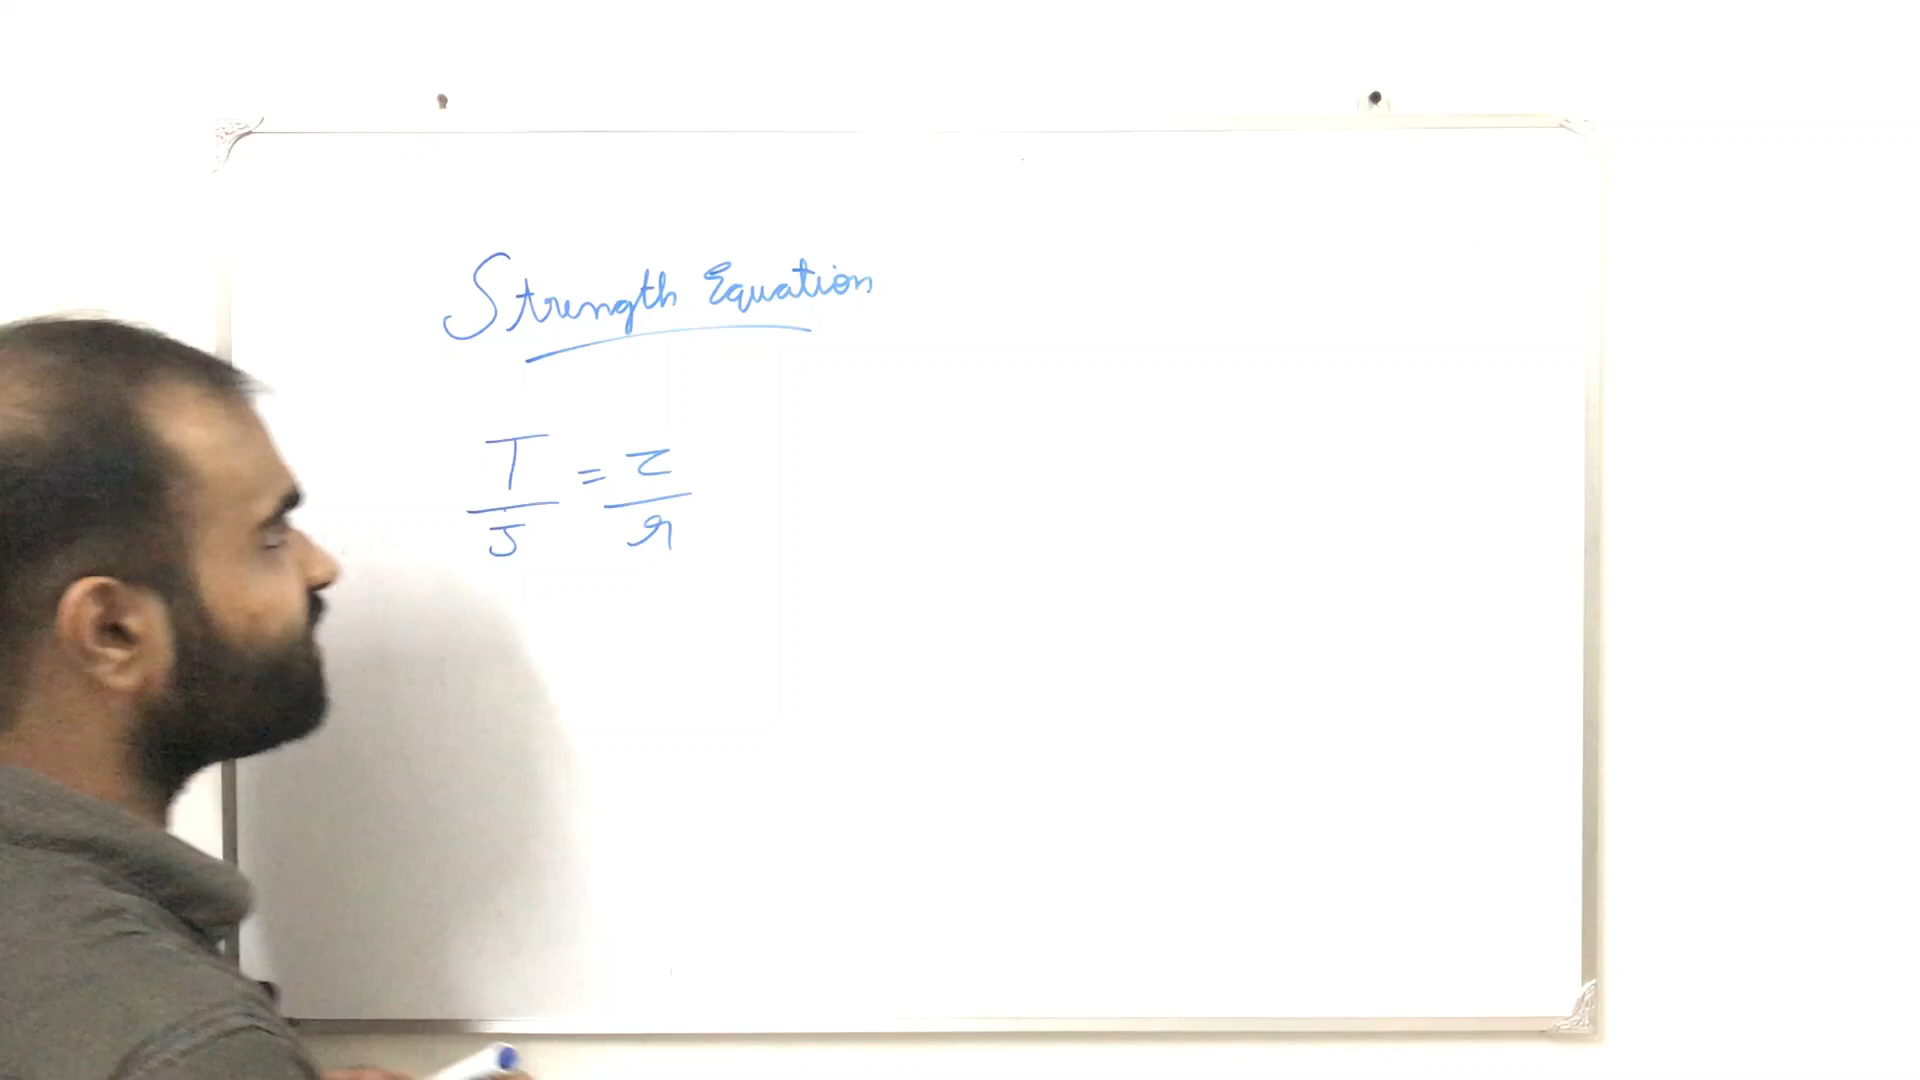 Strength Equation
T/J = τ/r